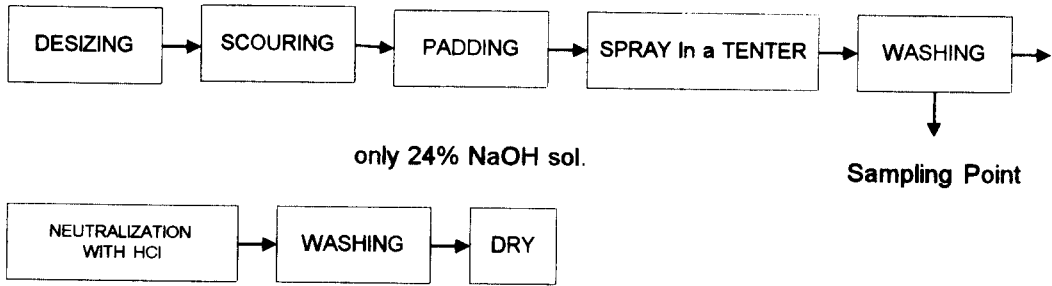 DESIZING
SCOURING
PADDING
SPRAY In a TENTER
WASHING
only 24% NaOH sol.
Sampling Point
NEUTRALIZATION
WITH HCl
WASHING
DRY